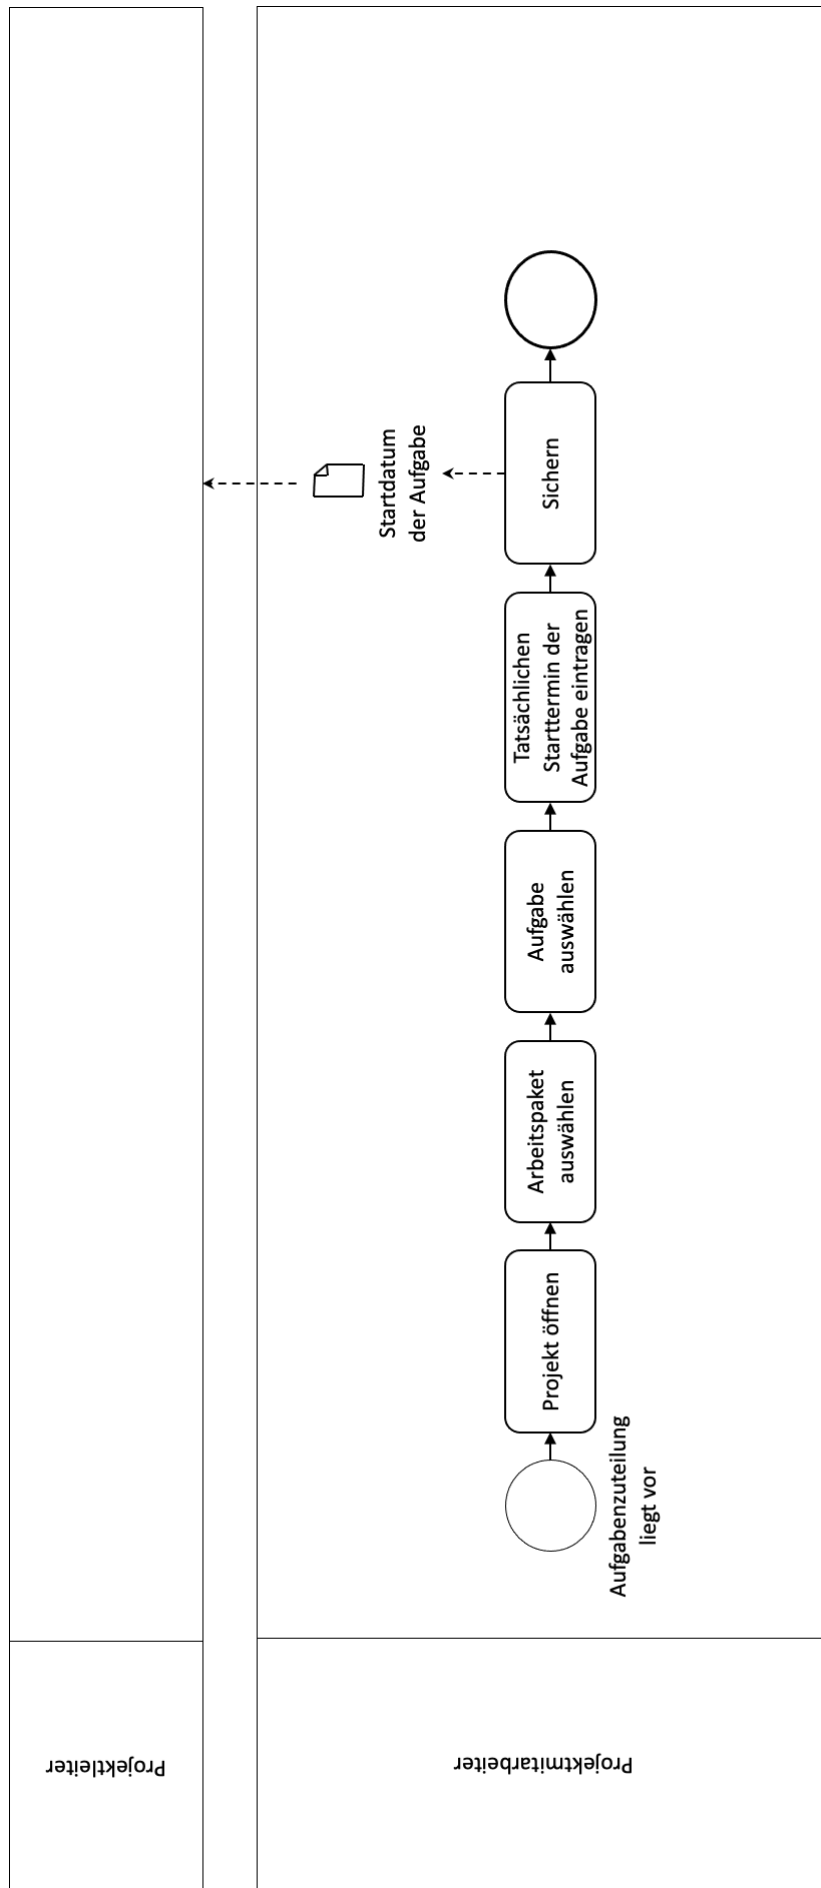 Projektleiter
Projektmitarbeiter
Aufgabenzuteilung
liegt vor
Projekt öffnen
Arbeitspaket
auswählen
Aufgabe
auswählen
Tatsächlichen
Starttermin der
Aufgabe eintragen
Sichern
Startdatum
der Aufgabe